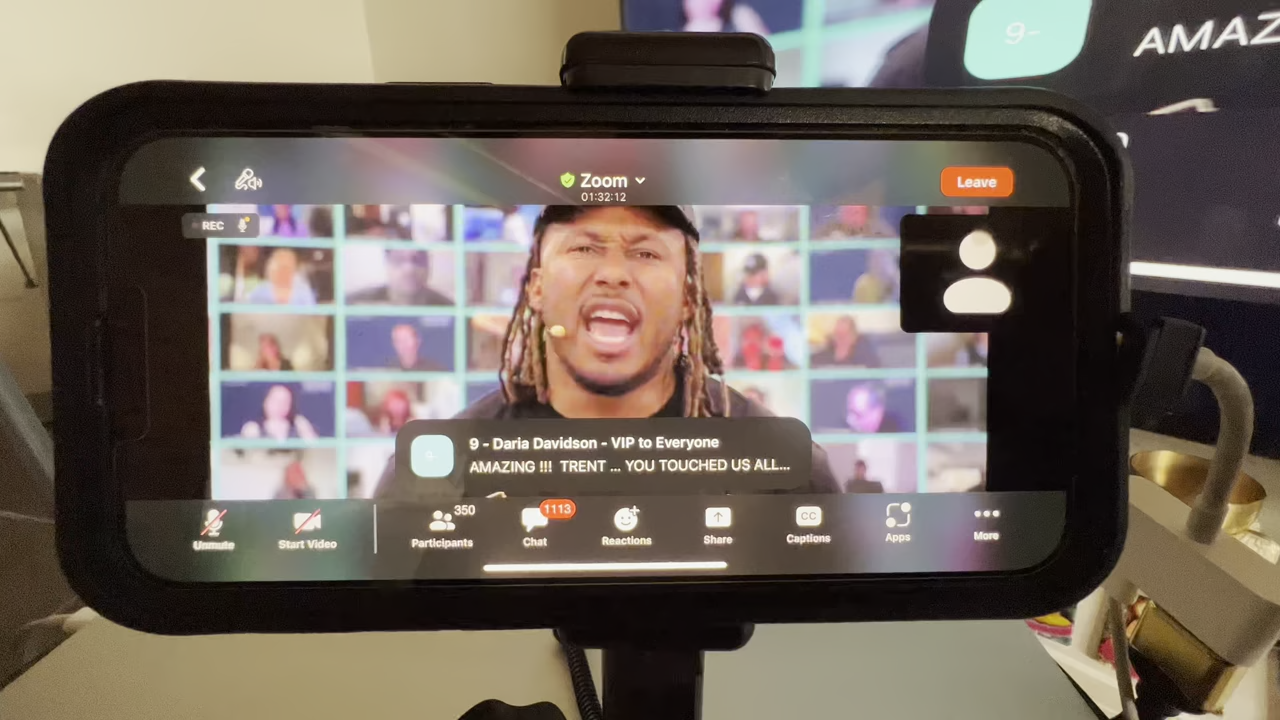 9-
AMAZ
Zoom
01:32:12
Leave
REC
9 - Daria Davidson - VIP to Everyone
AMAZING !!! TRENT ... YOU TOUCHED US ALL...
350
1113
Unmute
Start Video
Participants
Chat
Reactions
Share
CC
Captions
Apps
More